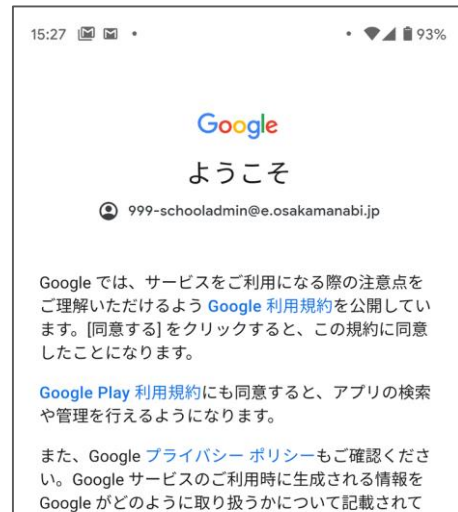 15:27
93%
Google
ようこそ
999-schooladmin@e.osakamanabi.jp
Google では、サービスをご利用になる際の注意点を
ご理解いただけるよう Google 利用規約を公開してい
ます。[同意する] をクリックすると、この規約に同意
したことになります。
Google Play 利用規約にも同意すると、アプリの検索
や管理を行えるようになります。
また、Google プライバシー ポリシーもご確認くださ
い。Google サービスのご利用時に生成される情報を
Google がどのように取り扱うかについて記載されて